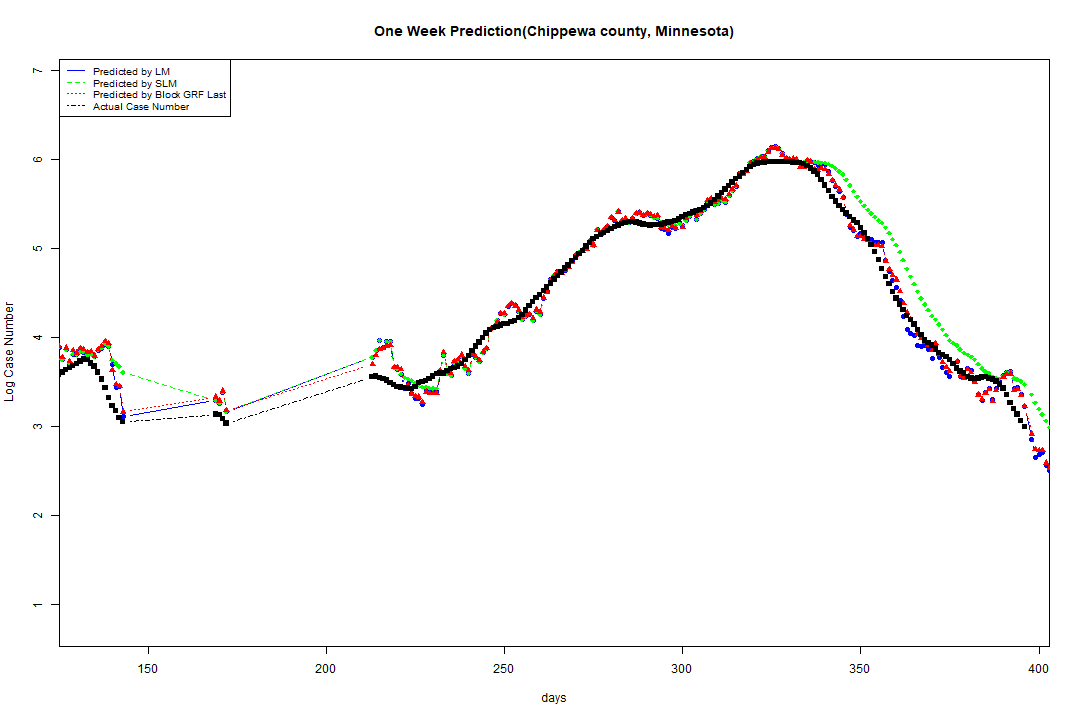 One Week Prediction(Chippewa county, Minnesota)
Predicted by LM
Predicted by SLM
Predicted by Block GRF Last
Actual Case Number
7
6
5
4
3
2
1
Log Case Number
150 200 250 300 350 400
days